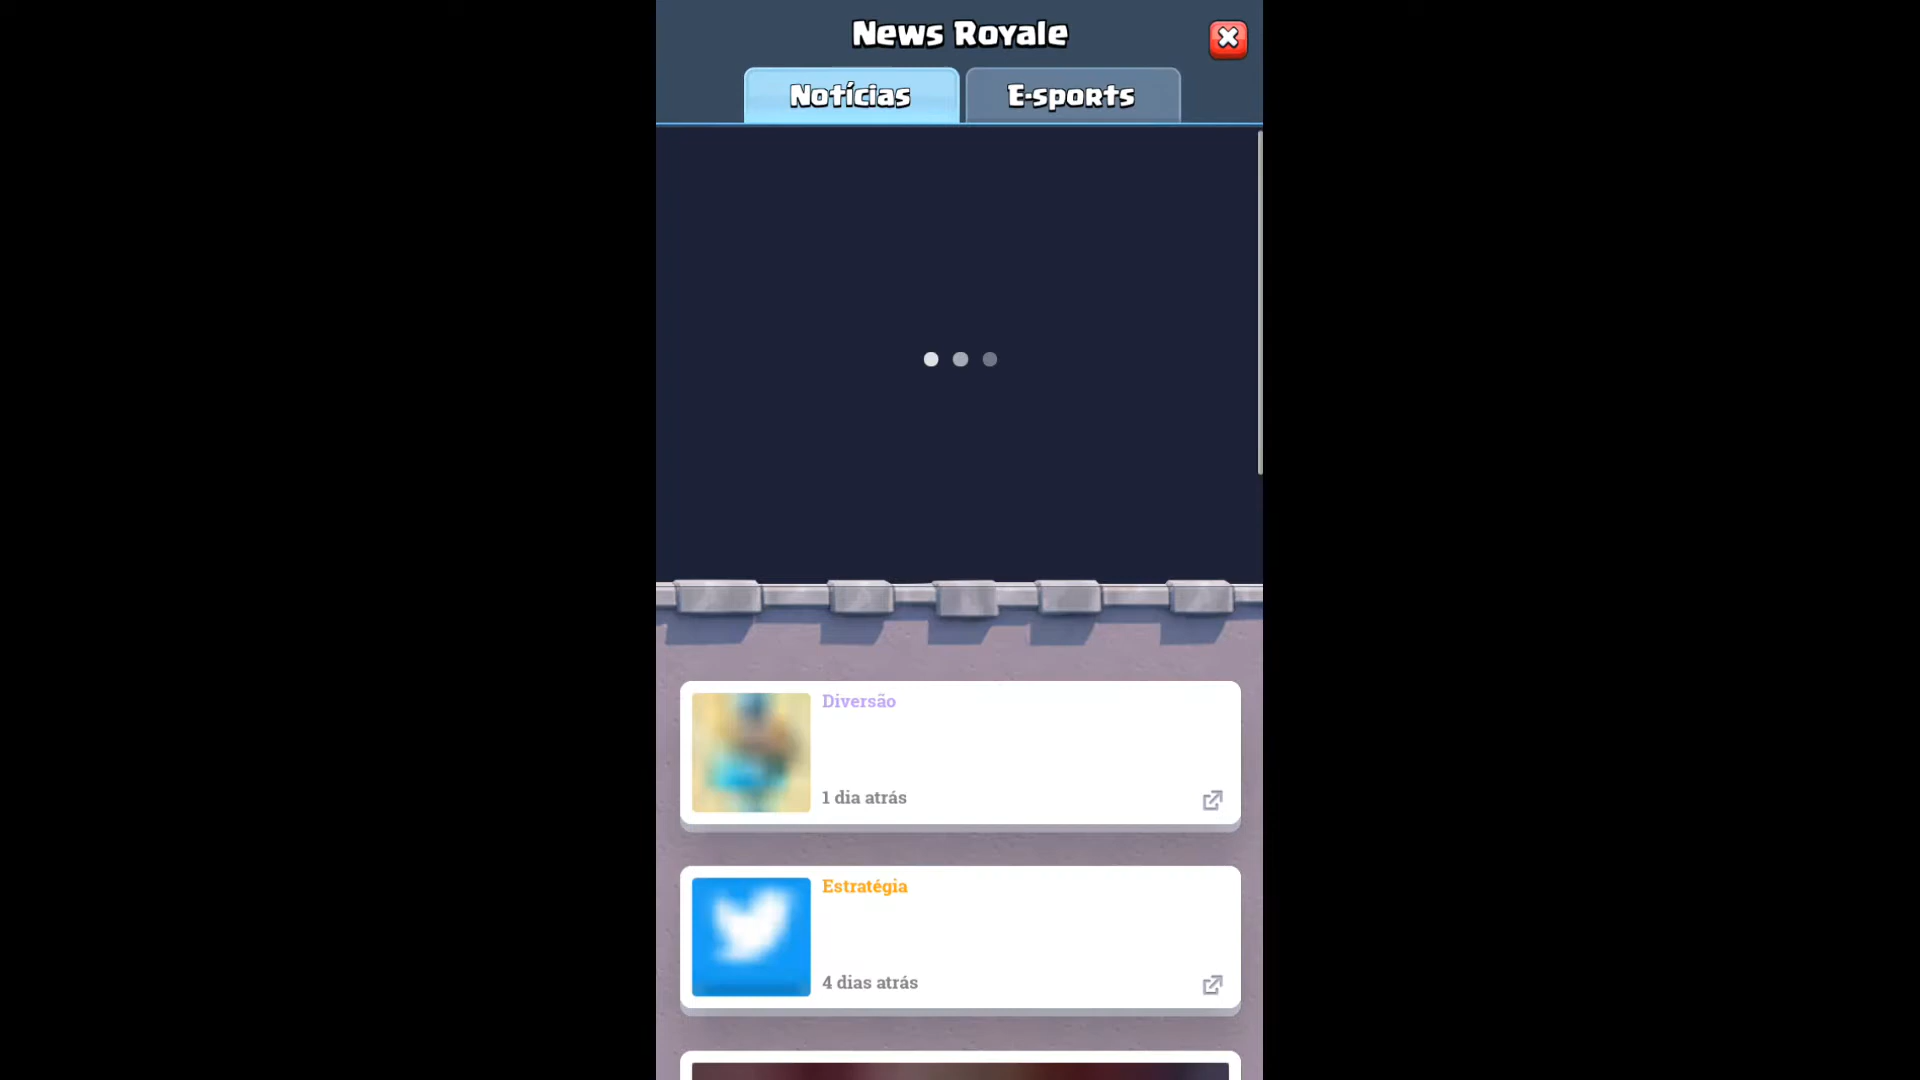 News Royale
Notícias
E-sports
Diversão
1 dia atrás
Estratégia
4 dias atrás